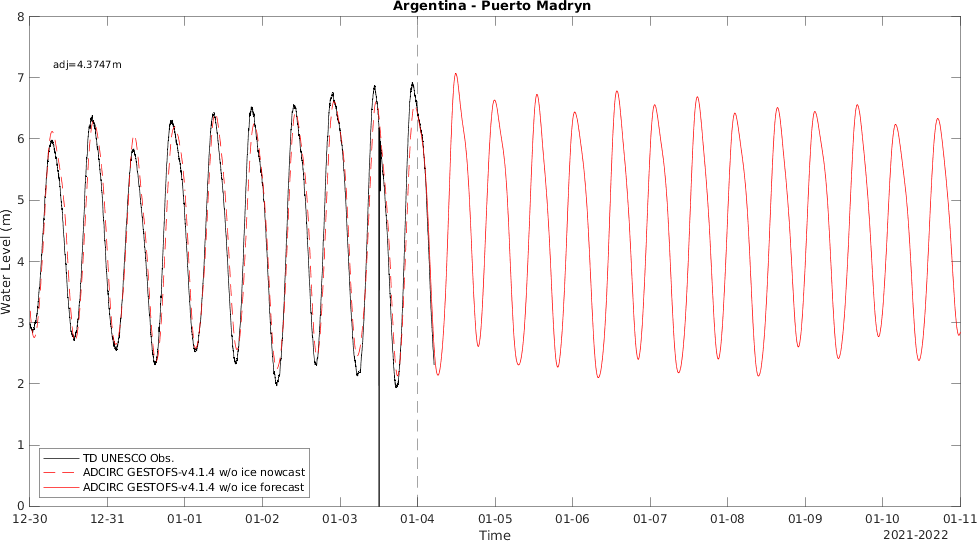 Argentina - Puerto Madryn
8
adj=4.3747m
7
6
5
4
3
2
1
0
Water Level (m)
TD UNESCO Obs.
ADCIRC GESTOFS-v4.1.4 w/o ice nowcast
ADCIRC GESTOFS-v4.1.4 w/o ice forecast
12-30 12-31 01-01 01-02 01-03 01-04 01-05 01-06 01-07 01-08 01-09 01-10 01-11
Time
2021-2022